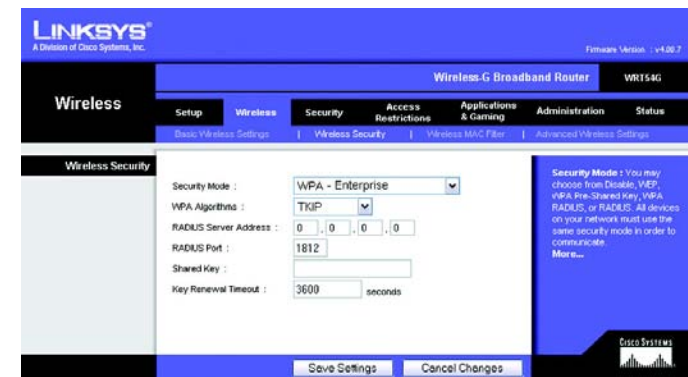 LINKSYS®
A Division of Cisco Systems, Inc.
Firmware Version : v4.00.7
Wireless-G Broadband Router WRT54G
Wireless
Setup Wireless Security Access Restrictions Applications & Gaming Administration Status
Basic Wireless Settings | Wireless Security | Wireless MAC Filter | Advanced Wireless Settings
Wireless Security
Security Mode : WPA - Enterprise
WPA Algorithms : TKIP
RADIUS Server Address : 0 . 0 . 0 . 0
RADIUS Port : 1812
Shared Key :
Key Renewal Timeout : 3600 seconds
Security Mode : You may
choose from Disable, WEP,
WPA Pre-Shared Key, WPA
RADIUS, or RADIUS. All devices
on your network must use the
same security mode in order to
communicate.
More...
CISCO SYSTEMS
Save Settings Cancel Changes